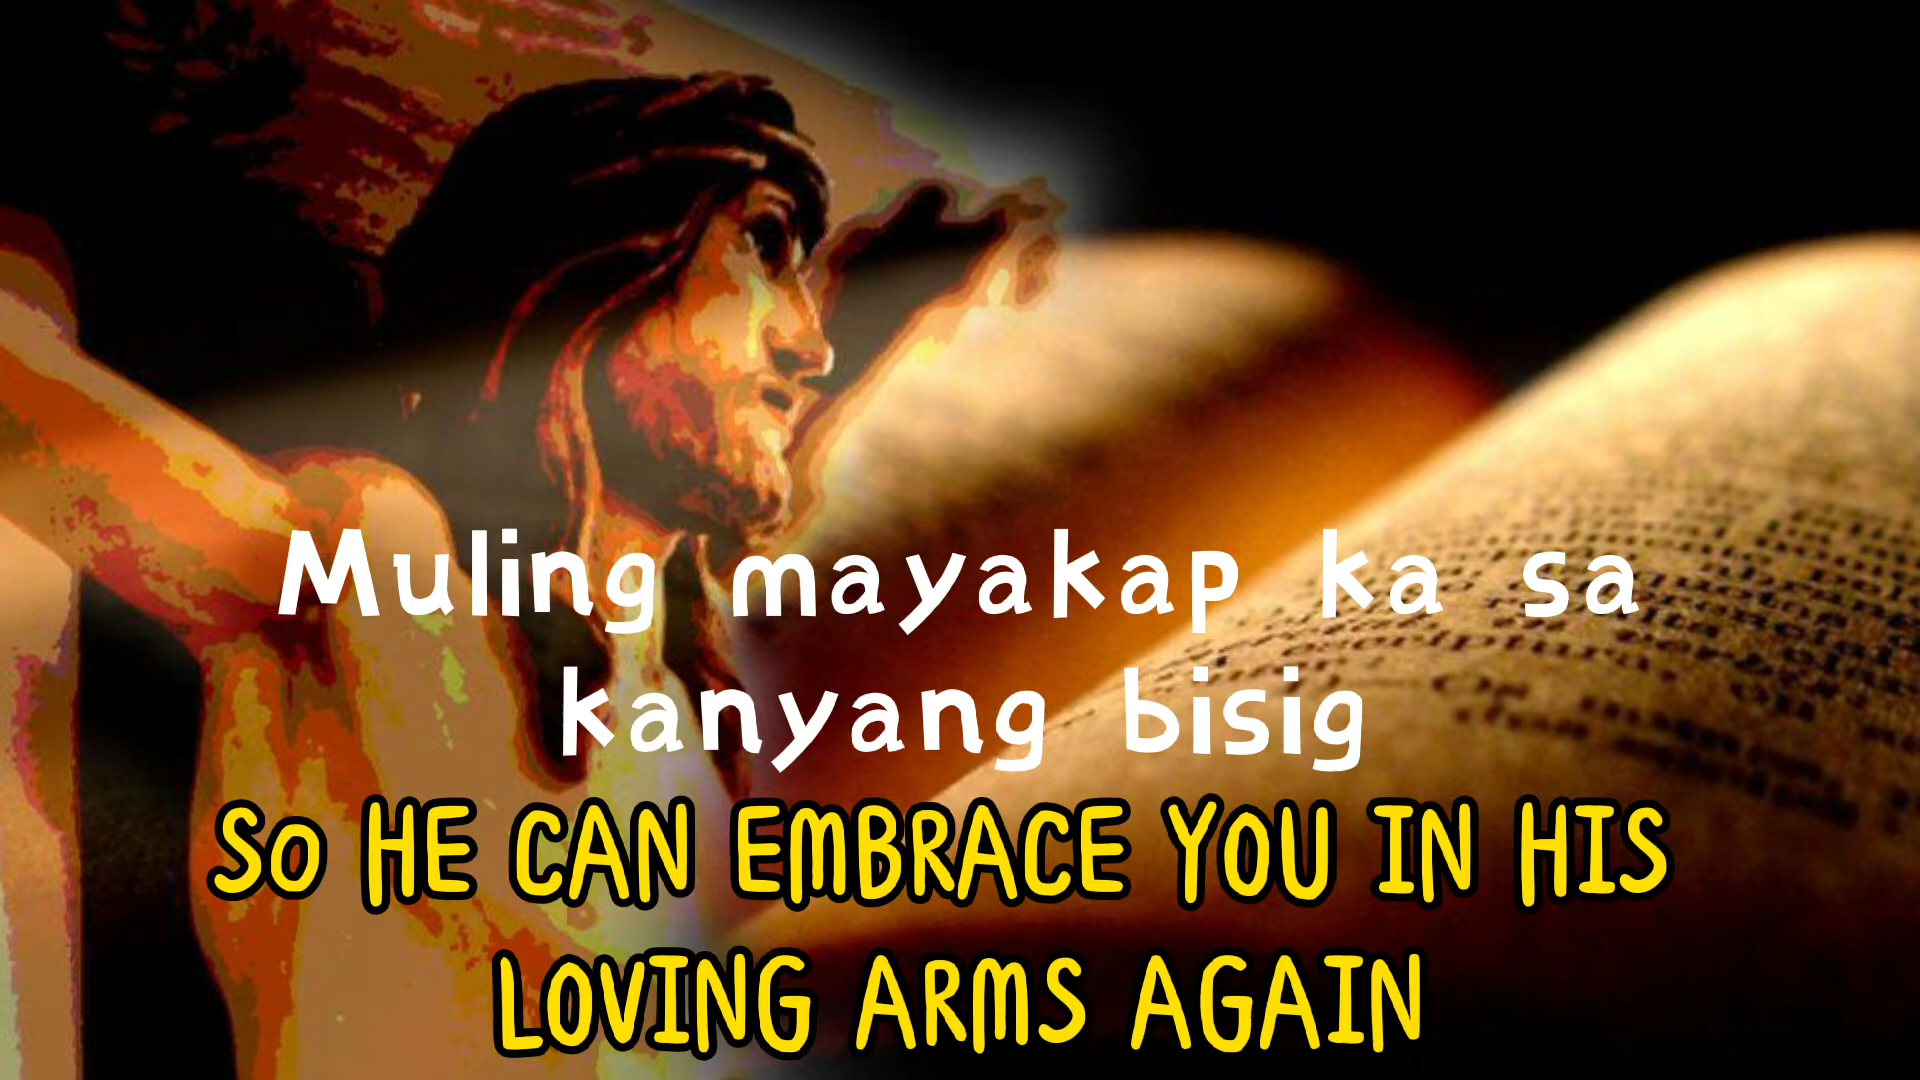 Muling mayakap ka sa
kanyang bisig
SO HE CAN EMBRACE YOU IN HIS
LOVING ARMS AGAIN